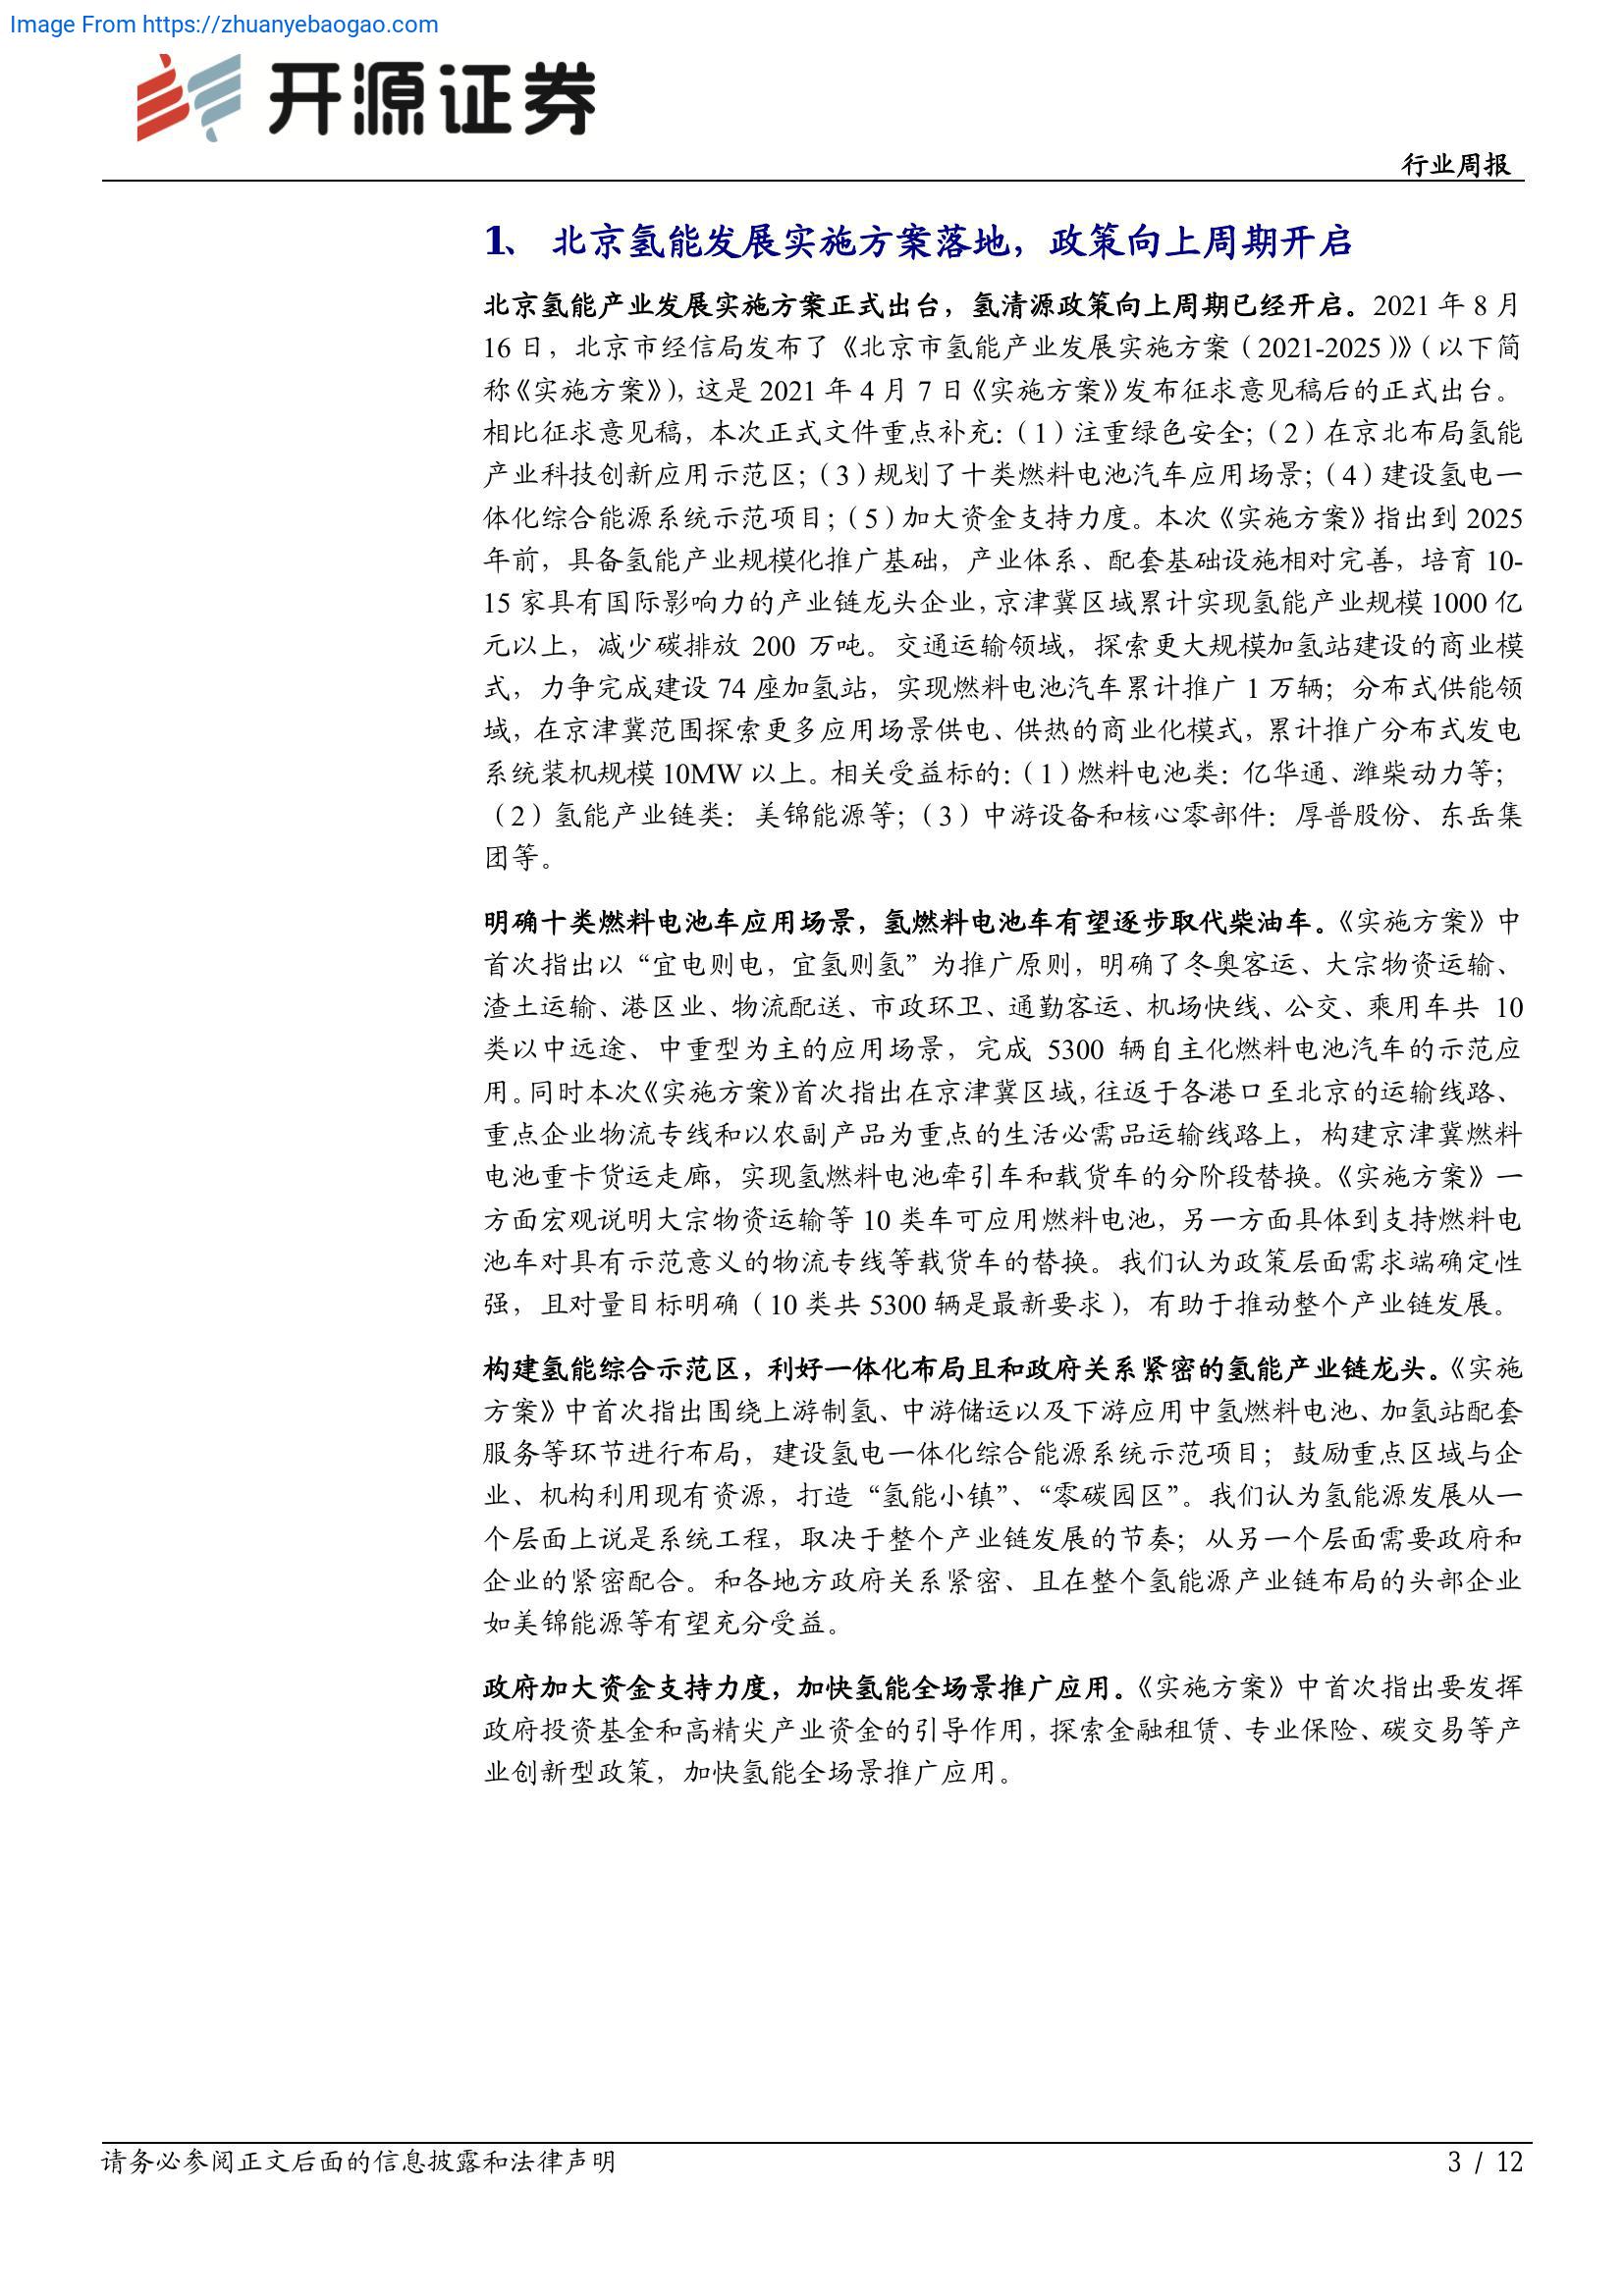 Image From https://zhuanyebaogao.com
开源证券
行业周报
1、 北京氢能发展实施方案落地，政策向上周期开启
北京氢能产业发展实施方案正式出台，氢清源政策向上周期已经开启。2021 年 8 月
16 日，北京市经信局发布了《北京市氢能产业发展实施方案（2021-2025）》（以下简
称《实施方案》），这是 2021 年 4 月 7 日《实施方案》发布征求意见稿后的正式出台。
相比征求意见稿，本次正式文件重点补充：（1）注重绿色安全；（2）在京北布局氢能
产业科技创新应用示范区；（3）规划了十类燃料电池汽车应用场景；（4）建设氢电一
体化综合能源系统示范项目；（5）加大资金支持力度。本次《实施方案》指出到 2025
年前，具备氢能产业规模化推广基础，产业体系、配套基础设施相对完善，培育 10-
15 家具有国际影响力的产业链龙头企业，京津冀区域累计实现氢能产业规模 1000 亿
元以上，减少碳排放 200 万吨。交通运输领域，探索更大规模加氢站建设的商业模
式，力争完成建设 74 座加氢站，实现燃料电池汽车累计推广 1 万辆；分布式供能领
域，在京津冀范围探索更多应用场景供电、供热的商业化模式，累计推广分布式发电
系统装机规模 10MW 以上。相关受益标的：（1）燃料电池类：亿华通、潍柴动力等；
（2）氢能产业链类：美锦能源等；（3）中游设备和核心零部件：厚普股份、东岳集
团等。
明确十类燃料电池车应用场景，氢燃料电池车有望逐步取代柴油车。《实施方案》中
首次指出以“宜电则电，宜氢则氢”为推广原则，明确了冬奥客运、大宗物资运输、
渣土运输、港区业、物流配送、市政环卫、通勤客运、机场快线、公交、乘用车共 10
类以中远途、中重型为主的应用场景，完成 5300 辆自主化燃料电池汽车的示范应
用。同时本次《实施方案》首次指出在京津冀区域，往返于各港口至北京的运输线路、
重点企业物流专线和以农副产品为重点的生活必需品运输线路上，构建京津冀燃料
电池重卡货运走廊，实现氢燃料电池牵引车和载货车的分阶段替换。《实施方案》一
方面宏观说明大宗物资运输等 10 类车可应用燃料电池，另一方面具体到支持燃料电
池车对具有示范意义的物流专线等载货车的替换。我们认为政策层面需求端确定性
强，且对量目标明确（10 类共 5300 辆是最新要求），有助于推动整个产业链发展。
构建氢能综合示范区，利好一体化布局且和政府关系紧密的氢能产业链龙头。《实施
方案》中首次指出围绕上游制氢、中游储运以及下游应用中氢燃料电池、加氢站配套
服务等环节进行布局，建设氢电一体化综合能源系统示范项目；鼓励重点区域与企
业、机构利用现有资源，打造“氢能小镇”、“零碳园区”。我们认为氢能源发展从一
个层面上说是系统工程，取决于整个产业链发展的节奏；从另一个层面需要政府和
企业的紧密配合。和各地方政府关系紧密、且在整个氢能源产业链布局的头部企业
如美锦能源等有望充分受益。
政府加大资金支持力度，加快氢能全场景推广应用。《实施方案》中首次指出要发挥
政府投资基金和高精尖产业资金的引导作用，探索金融租赁、专业保险、碳交易等产
业创新型政策，加快氢能全场景推广应用。
请务必参阅正文后面的信息披露和法律声明
3 / 12